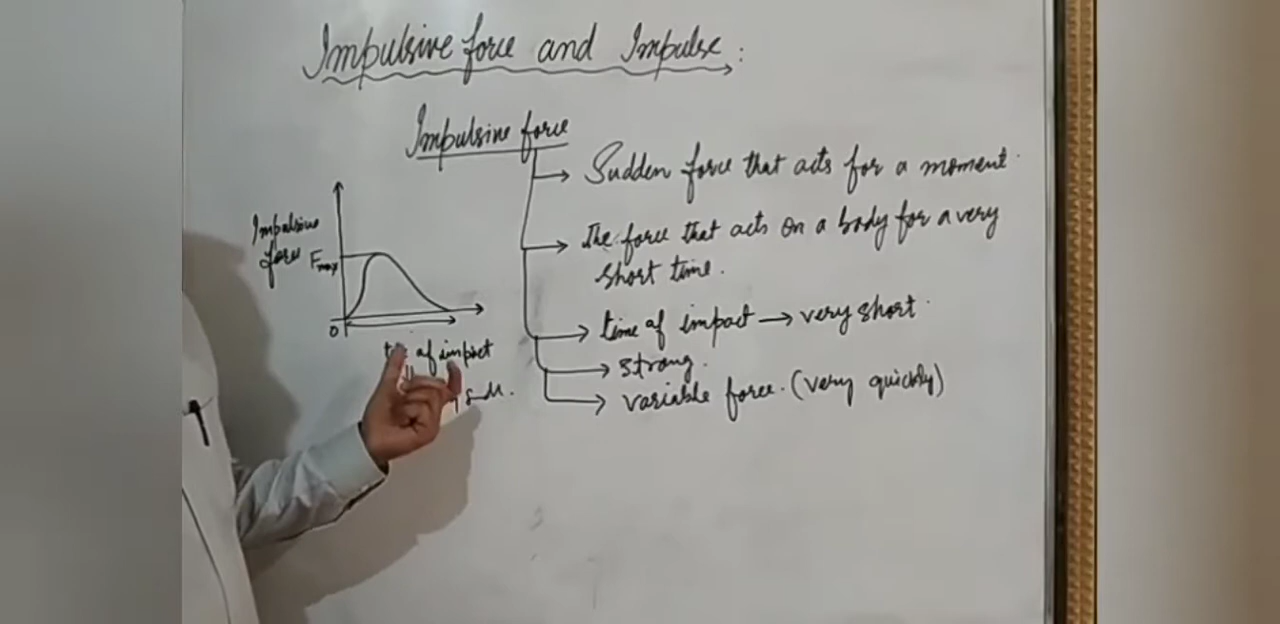 Impulsive force and Impulse:
Impulsive force
→ Sudden force that acts for a moment.
→ The force that acts on a body for a very
short time.
→ time of impact → very short.
→ strong.
→ variable force. (very quickly)
Impulsive
force
Fmax
0
of impact